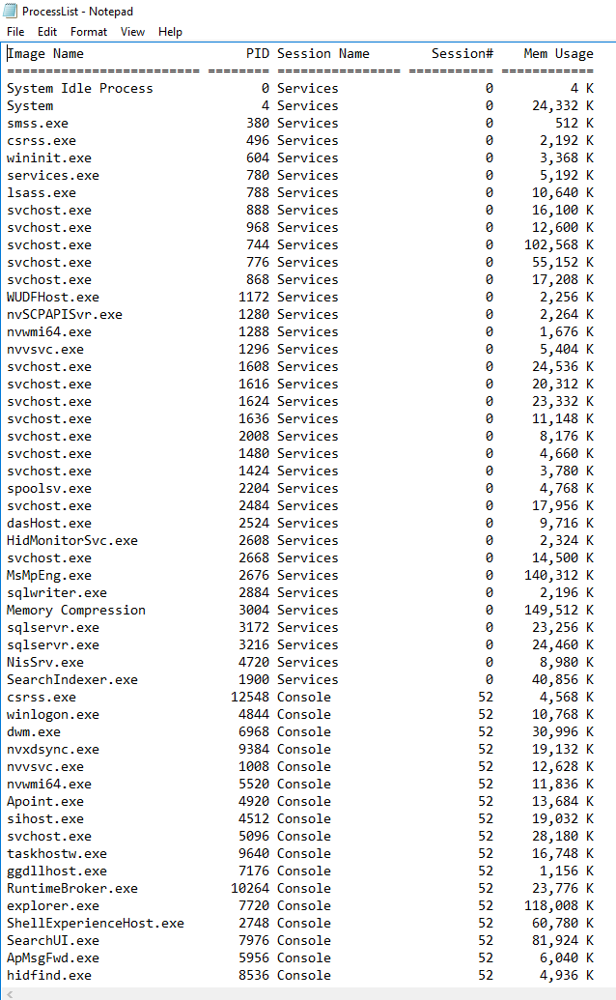 ProcessList - Notepad
File Edit Format View Help
Image Name                     PID Session Name        Session#    Mem Usage
========================= ======== ================ =========== ============
System Idle Process              0 Services                   0          4 K
System                           4 Services                   0     24,332 K
smss.exe                       380 Services                   0        512 K
csrss.exe                      496 Services                   0      2,192 K
wininit.exe                    604 Services                   0      3,368 K
services.exe                   780 Services                   0      5,192 K
lsass.exe                      788 Services                   0     10,640 K
svchost.exe                    888 Services                   0     16,100 K
svchost.exe                    968 Services                   0     12,600 K
svchost.exe                    744 Services                   0    102,568 K
svchost.exe                    776 Services                   0     55,152 K
svchost.exe                    868 Services                   0     17,208 K
WUDFHost.exe                  1172 Services                   0      2,256 K
nvSCPAPISvr.exe               1280 Services                   0      2,264 K
nvwmi64.exe                   1288 Services                   0      1,676 K
nvvsvc.exe                    1296 Services                   0      5,404 K
svchost.exe                   1608 Services                   0     24,536 K
svchost.exe                   1616 Services                   0     20,312 K
svchost.exe                   1624 Services                   0     23,332 K
svchost.exe                   1636 Services                   0     11,148 K
svchost.exe                   2008 Services                   0      8,176 K
svchost.exe                   1480 Services                   0      4,660 K
svchost.exe                   1424 Services                   0      3,780 K
spoolsv.exe                   2204 Services                   0      4,768 K
svchost.exe                   2484 Services                   0     17,956 K
dasHost.exe                   2524 Services                   0      9,716 K
HidMonitorSvc.exe             2608 Services                   0      2,324 K
svchost.exe                   2668 Services                   0     14,500 K
MsMpEng.exe                   2676 Services                   0    140,312 K
sqlwriter.exe                 2884 Services                   0      2,196 K
Memory Compression            3004 Services                   0    149,512 K
sqlservr.exe                  3172 Services                   0     23,256 K
sqlservr.exe                  3216 Services                   0     24,460 K
NisSrv.exe                    4720 Services                   0      8,980 K
SearchIndexer.exe             1900 Services                   0     40,856 K
csrss.exe                    12548 Console                   52      4,568 K
winlogon.exe                  4844 Console                   52     10,768 K
dwm.exe                       6968 Console                   52     30,996 K
nvxdsync.exe                  9384 Console                   52     19,132 K
nvvsvc.exe                    1008 Console                   52     12,628 K
nvwmi64.exe                   5520 Console                   52     11,836 K
Apoint.exe                    4920 Console                   52     13,684 K
sihost.exe                    4512 Console                   52     19,032 K
svchost.exe                   5096 Console                   52     28,180 K
taskhostw.exe                 9640 Console                   52     16,748 K
ggdllhost.exe                 7176 Console                   52      1,156 K
RuntimeBroker.exe            10264 Console                   52     23,776 K
explorer.exe                  7720 Console                   52    118,008 K
ShellExperienceHost.exe       2748 Console                   52     60,780 K
SearchUI.exe                  7976 Console                   52     81,924 K
ApMsgFwd.exe                  5956 Console                   52      6,040 K
hidfind.exe                   8536 Console                   52      4,936 K